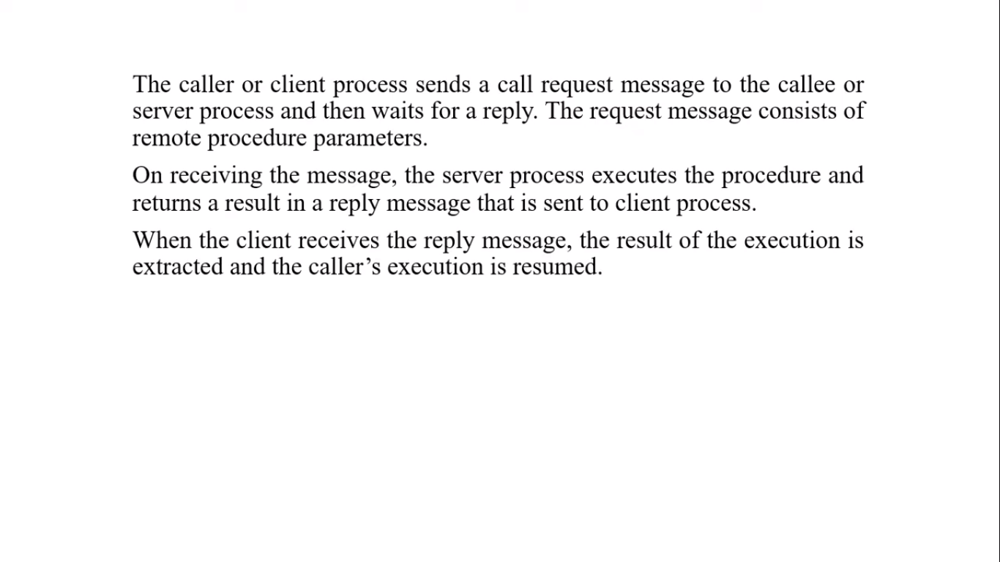 The caller or client process sends a call request message to the callee or
server process and then waits for a reply. The request message consists of
remote procedure parameters.
On receiving the message, the server process executes the procedure and
returns a result in a reply message that is sent to client process.
When the client receives the reply message, the result of the execution is
extracted and the caller’s execution is resumed.